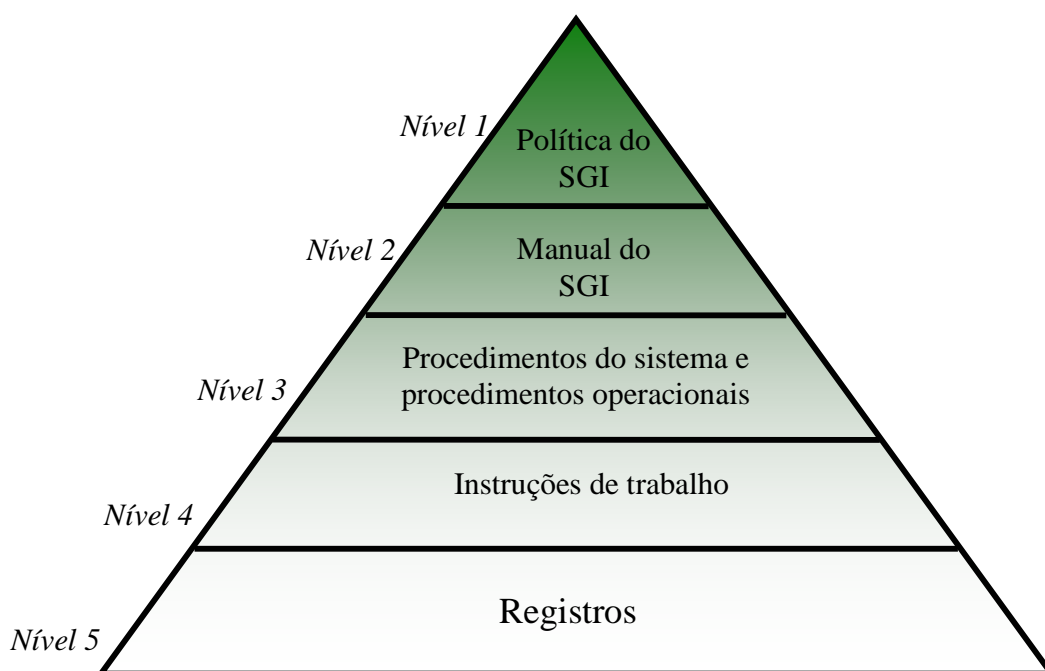 Nível 1
Política do
SGI
Nível 2
Manual do
SGI
Nível 3
Procedimentos do sistema e
procedimentos operacionais
Nível 4
Instruções de trabalho
Nível 5
Registros